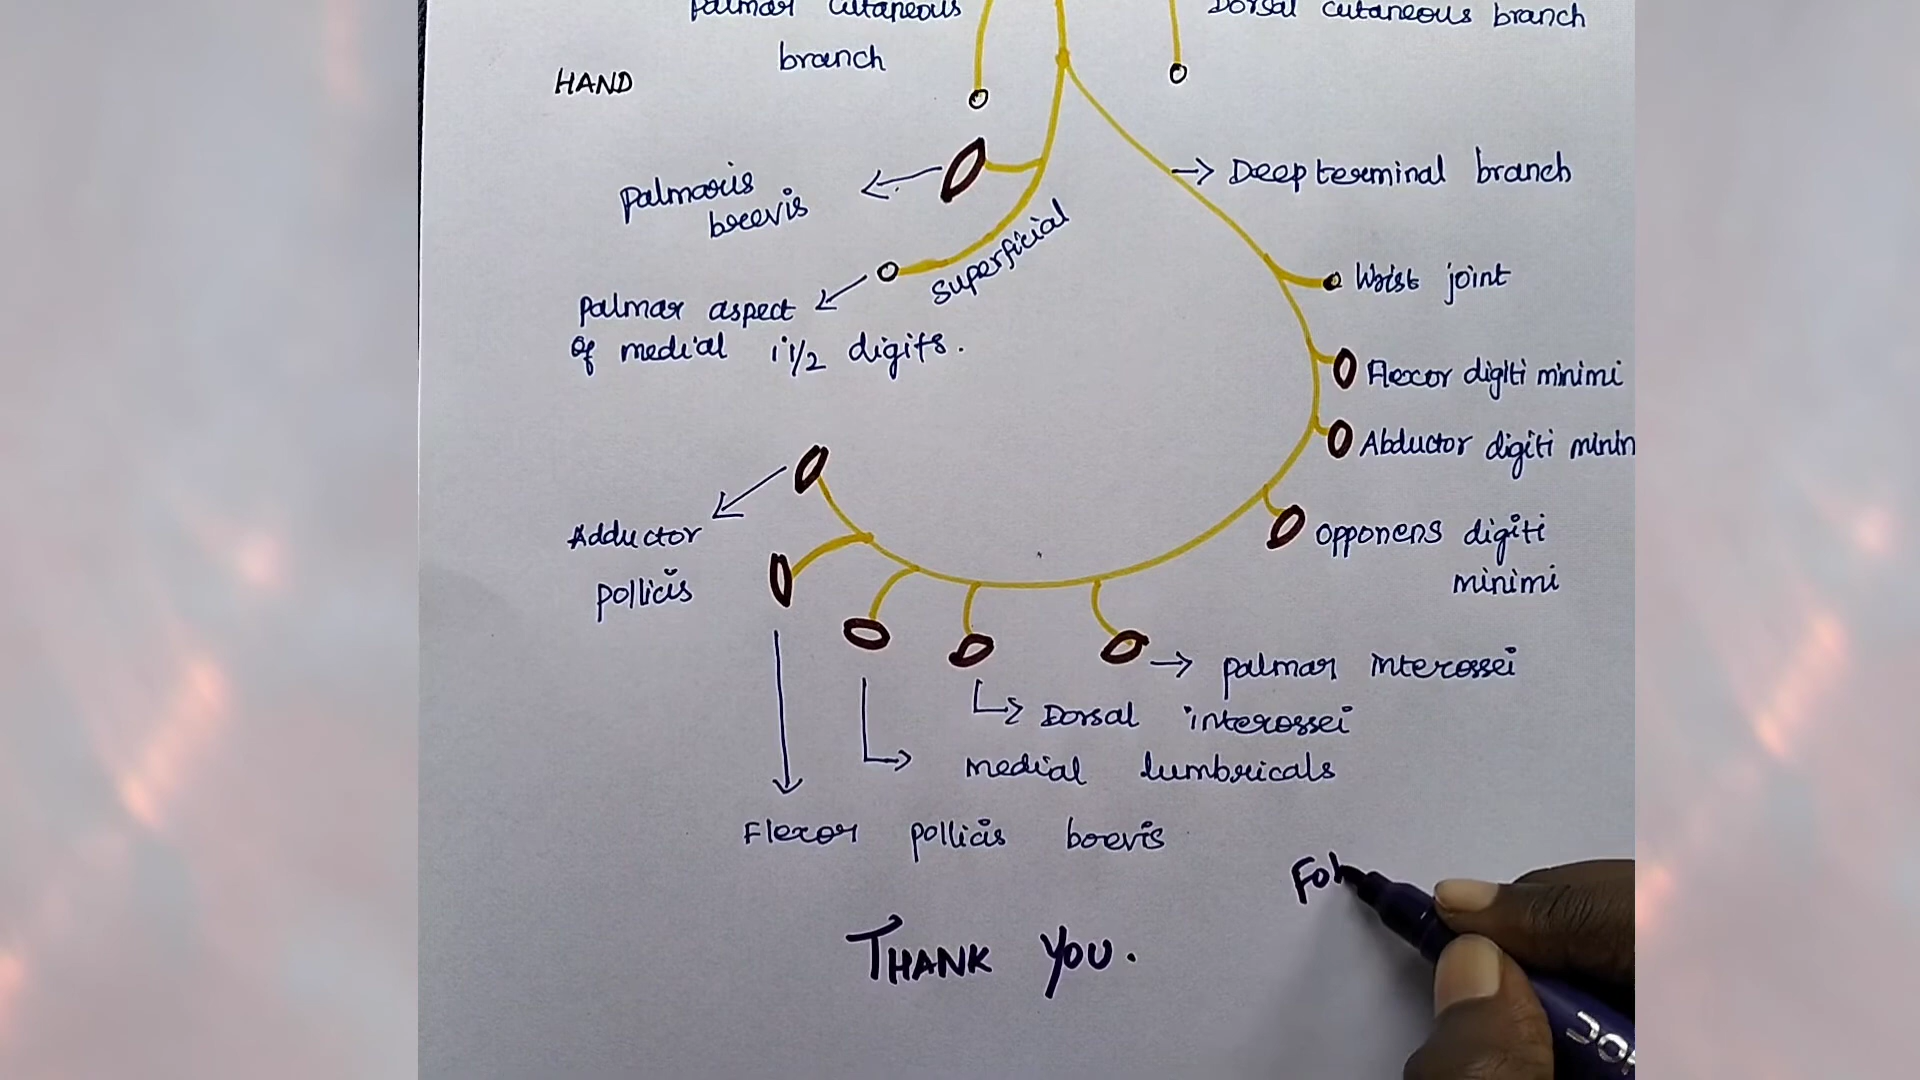 Palmar cutaneous
branch
Dorsal cutaneous branch
HAND
Palmaris
brevis
Deep terminal branch
Superficial
Palmar aspect
of medial 1 1/2 digits.
Wrist joint
Flexor digiti minimi
Abductor digiti minin
Opponens digiti
minimi
Adductor
pollicis
Palmar interossei
Dorsal interossei
medial lumbricals
Flexor pollicis brevis
Fol
THANK YOU.